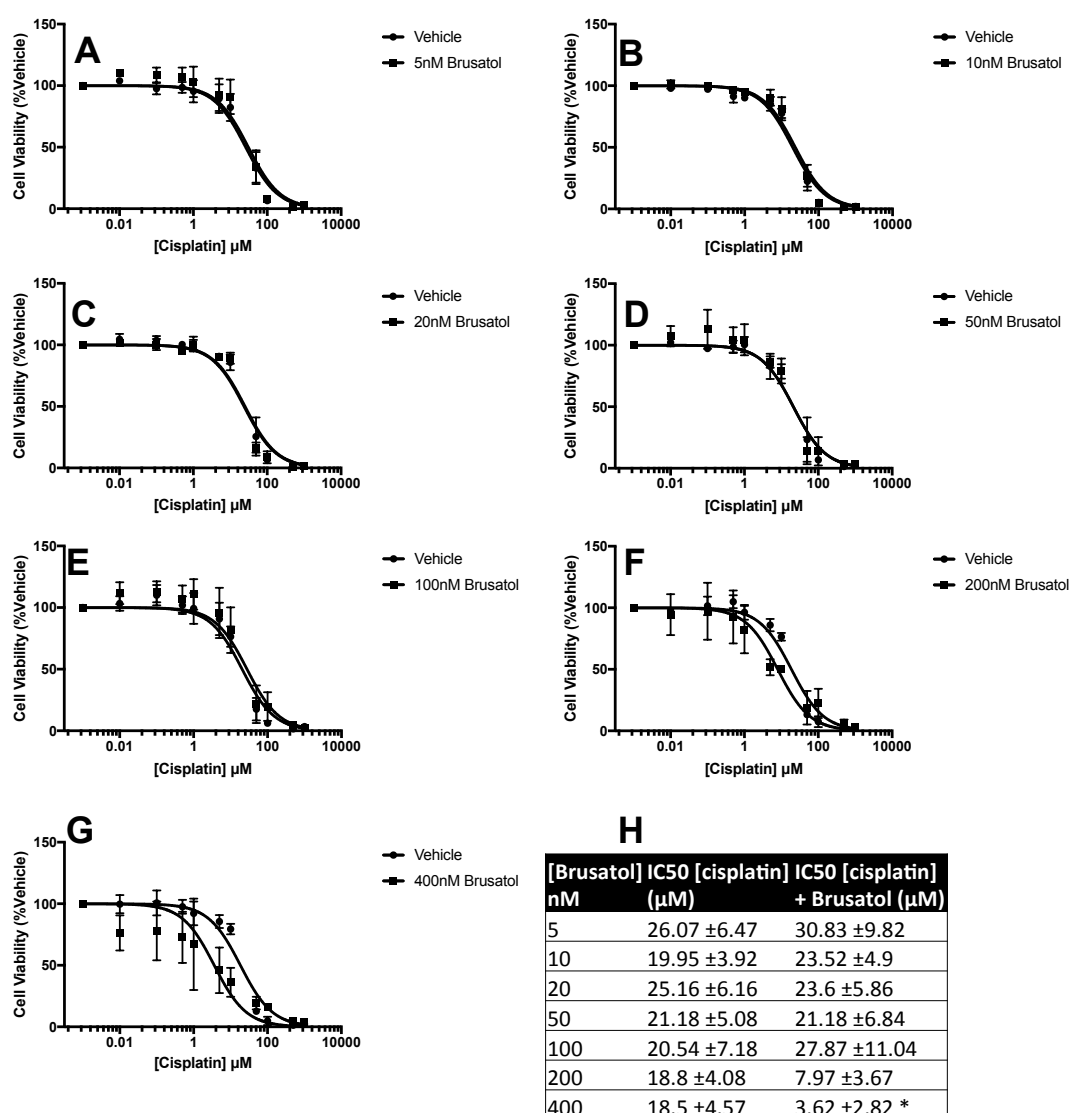 A
150
100
50
0
Cell Viability (%Vehicle)
0.01 1 100 10000
[Cisplatin] µM
Vehicle
5nM Brusatol
B
150
100
50
0
Cell Viability (%Vehicle)
0.01 1 100 10000
[Cisplatin] µM
Vehicle
10nM Brusatol
C
150
100
50
0
Cell Viability (%Vehicle)
0.01 1 100 10000
[Cisplatin] µM
Vehicle
20nM Brusatol
D
150
100
50
0
Cell Viability (%Vehicle)
0.01 1 100 10000
[Cisplatin] µM
Vehicle
50nM Brusatol
E
150
100
50
0
Cell Viability (%Vehicle)
0.01 1 100 10000
[Cisplatin] µM
Vehicle
100nM Brusatol
F
150
100
50
0
Cell Viability (%Vehicle)
0.01 1 100 10000
[Cisplatin] µM
Vehicle
200nM Brusatol
G
150
100
50
0
Cell Viability (%Vehicle)
0.01 1 100 10000
[Cisplatin] µM
Vehicle
400nM Brusatol
H
[Brusatol] IC50 [cisplatin] IC50 [cisplatin]
nM (µM) + Brusatol (µM)
5 26.07 ±6.47 30.83 ±9.82
10 19.95 ±3.92 23.52 ±4.9
20 25.16 ±6.16 23.6 ±5.86
50 21.18 ±5.08 21.18 ±6.84
100 20.54 ±7.18 27.87 ±11.04
200 18.8 ±4.08 7.97 ±3.67
400 18.5 ±4.57 3.62 ±2.82 *